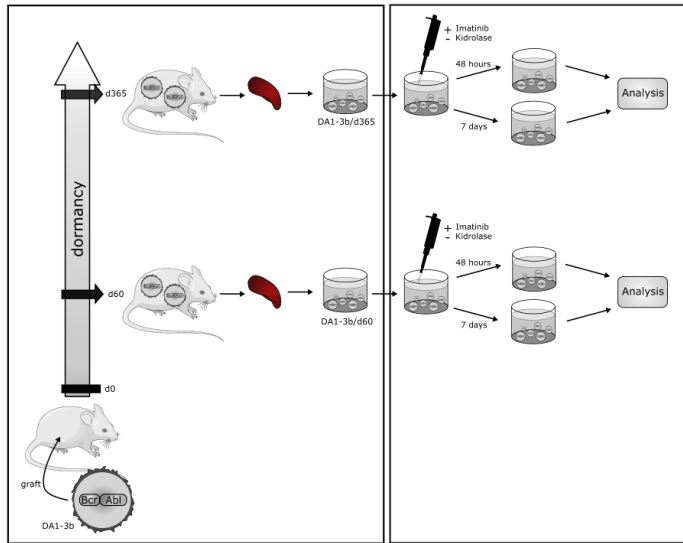 d365
DA1-3b/d365
+ Imatinib
- Kidrolase
48 hours
7 days
Analysis
dormancy
d60
DA1-3b/d60
+ Imatinib
- Kidrolase
48 hours
7 days
Analysis
d0
graft
Bcr Abl
DA1-3b